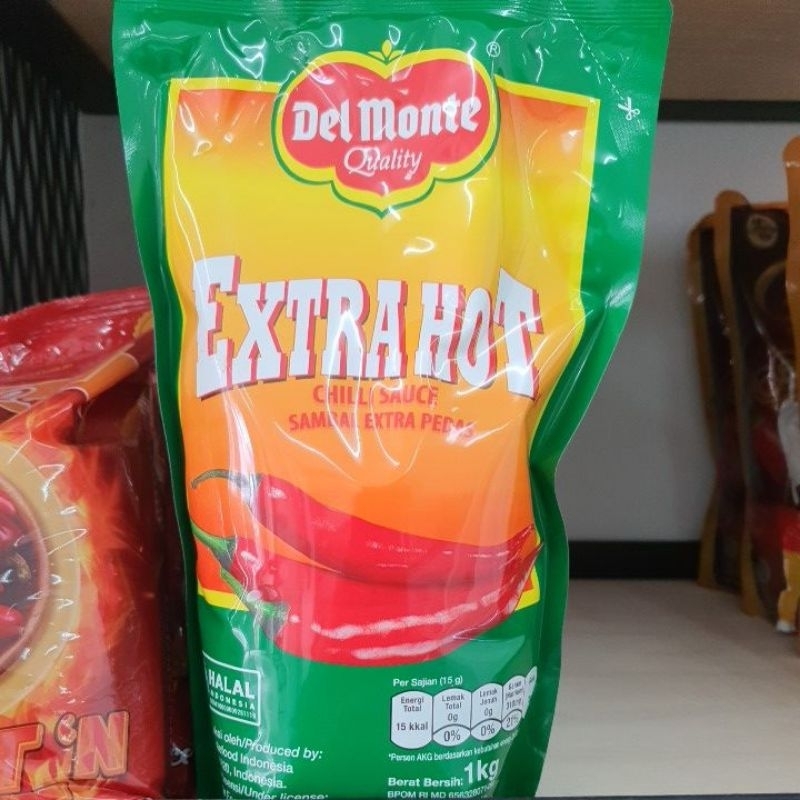 Del Monte
®
Quality
EXTRA HOT
CHILLI SAUCE
SAMBAL EXTRA PEDAS
HALAL
INDONESIA
Per Sajian (15 g)
Energi Total
15 kkal
Lemak Total
0g
0%
Lemak Jenuh
0g
0%
oleh/Produced by:
Indonesia
Indonesia.
/Under license:
*Persen AKG berdasarkan
Berat Bersih: 1kg
BPOM RI MD